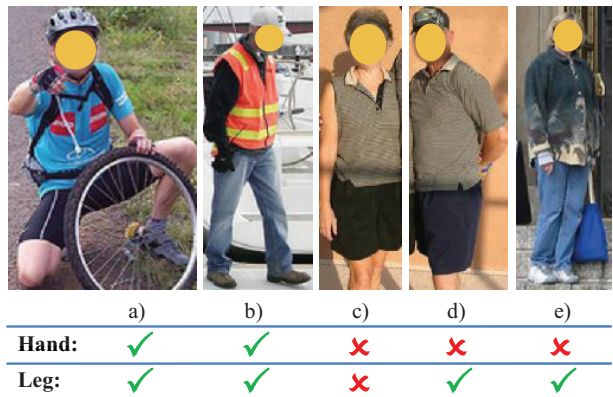 a) b) c) d) e)
Hand: ✓ ✓ ✗ ✗ ✗
Leg: ✓ ✓ ✗ ✓ ✓